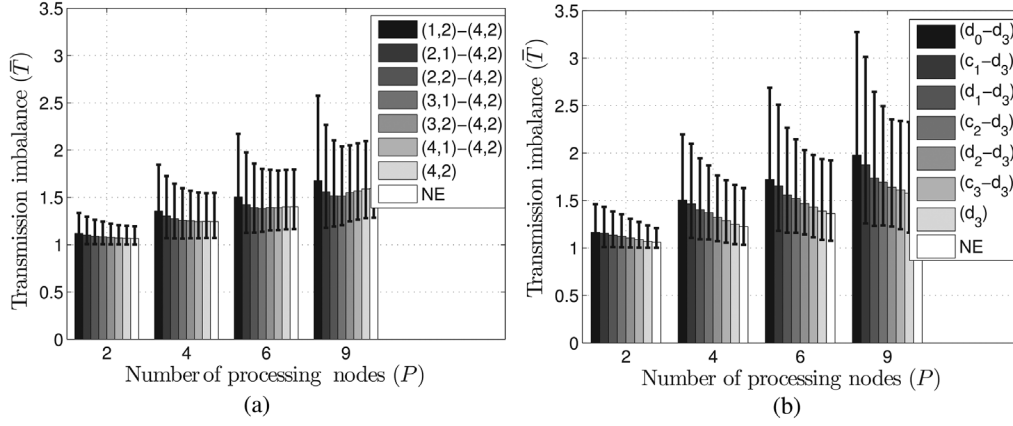 Transmission imbalance (T̄)
3.5
3
2.5
2
1.5
1
0.5
0
2
4
6
9
Number of processing nodes (P)
(1,2)−(4,2)
(2,1)−(4,2)
(2,2)−(4,2)
(3,1)−(4,2)
(3,2)−(4,2)
(4,1)−(4,2)
(4,2)
NE
(a)
Transmission imbalance (T̄)
3.5
3
2.5
2
1.5
1
0.5
0
2
4
6
9
Number of processing nodes (P)
(d₀−d₃)
(c₁−d₃)
(d₁−d₃)
(c₂−d₃)
(d₂−d₃)
(c₃−d₃)
(d₃)
NE
(b)